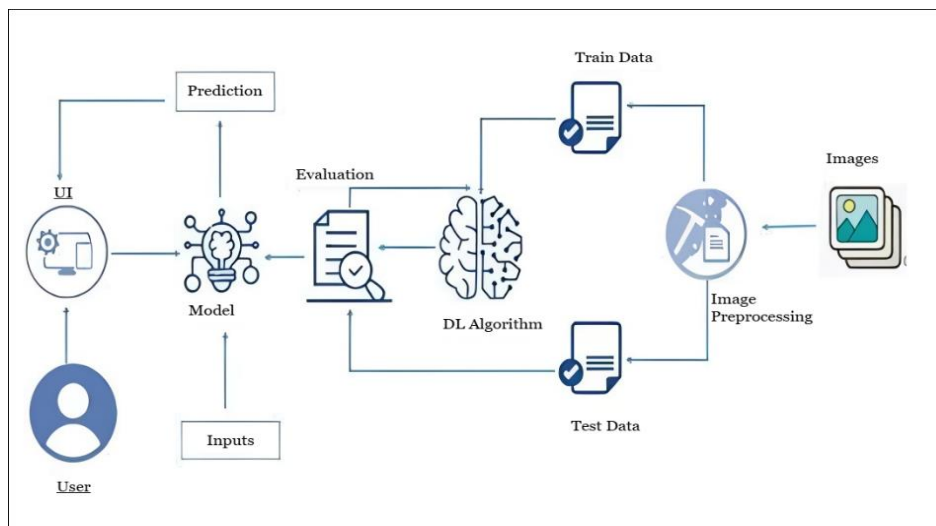 Train Data
Prediction
Images
Evaluation
UI
Model
DL Algorithm
Image
Preprocessing
Test Data
Inputs
User